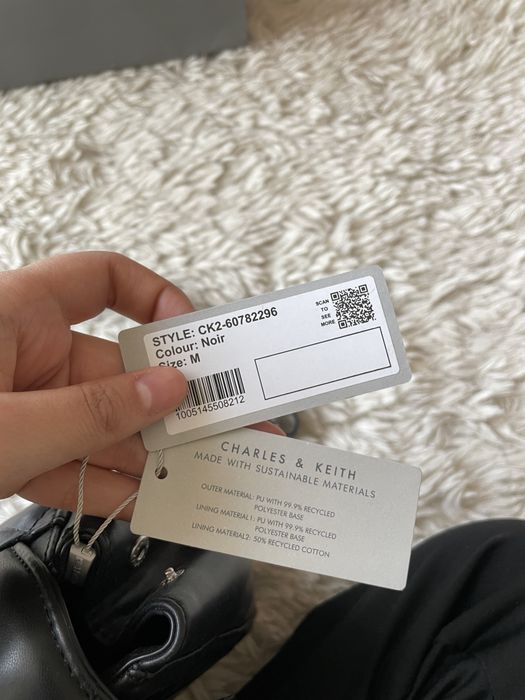 STYLE: CK2-60782296
Colour: Noir
Size: M
SCAN
TO
SEE
MORE
1005145508212
CHARLES & KEITH
MADE WITH SUSTAINABLE MATERIALS
OUTER MATERIAL: PU WITH 99.9% RECYCLED
POLYESTER BASE
LINING MATERIAL1: PU WITH 99.9% RECYCLED
POLYESTER BASE
LINING MATERIAL2: 50% RECYCLED COTTON